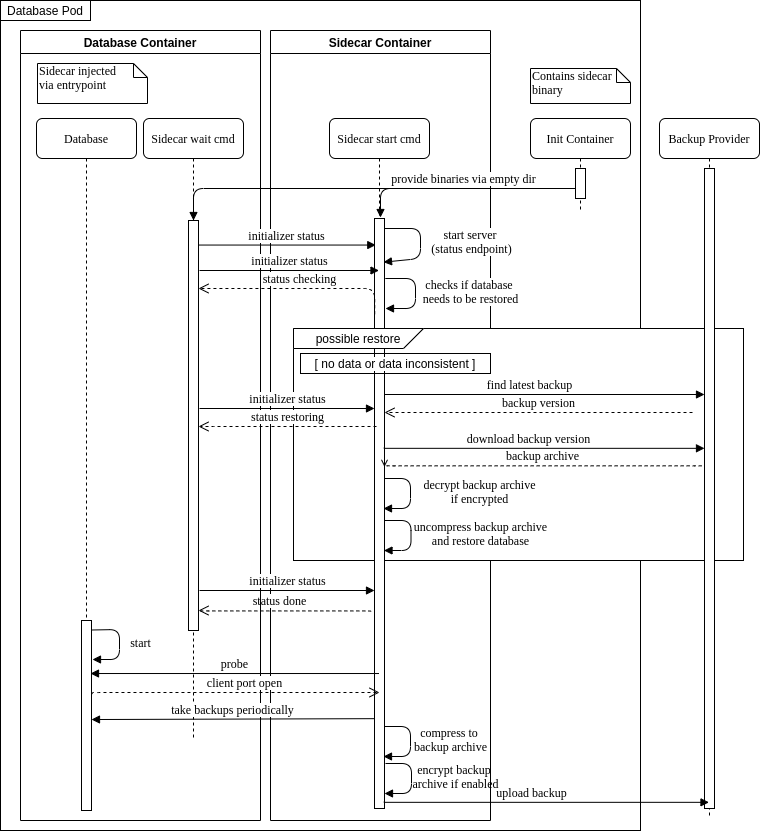 Database Pod
Database Container
Sidecar Container
Sidecar injected
via entrypoint
Contains sidecar
binary
Database
Sidecar wait cmd
Sidecar start cmd
Init Container
Backup Provider
provide binaries via empty dir
initializer status
start server
(status endpoint)
initializer status
status checking
checks if database
needs to be restored
possible restore
[ no data or data inconsistent ]
find latest backup
initializer status
backup version
status restoring
download backup version
backup archive
decrypt backup archive
if encrypted
uncompress backup archive
and restore database
initializer status
status done
start
probe
client port open
take backups periodically
compress to
backup archive
encrypt backup
archive if enabled
upload backup